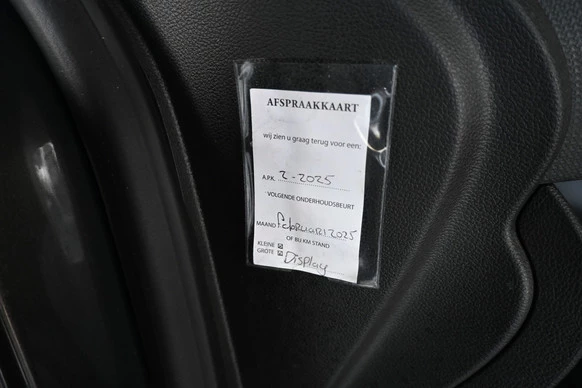 AFSPRAAKKAART
wij zien u graag terug voor een:
A.P.K. 2-2025
VOLGENDE ONDERHOUDSBEURT
MAAND februari 2025
OF BIJ KM STAND
KLEINE
GROTE Display